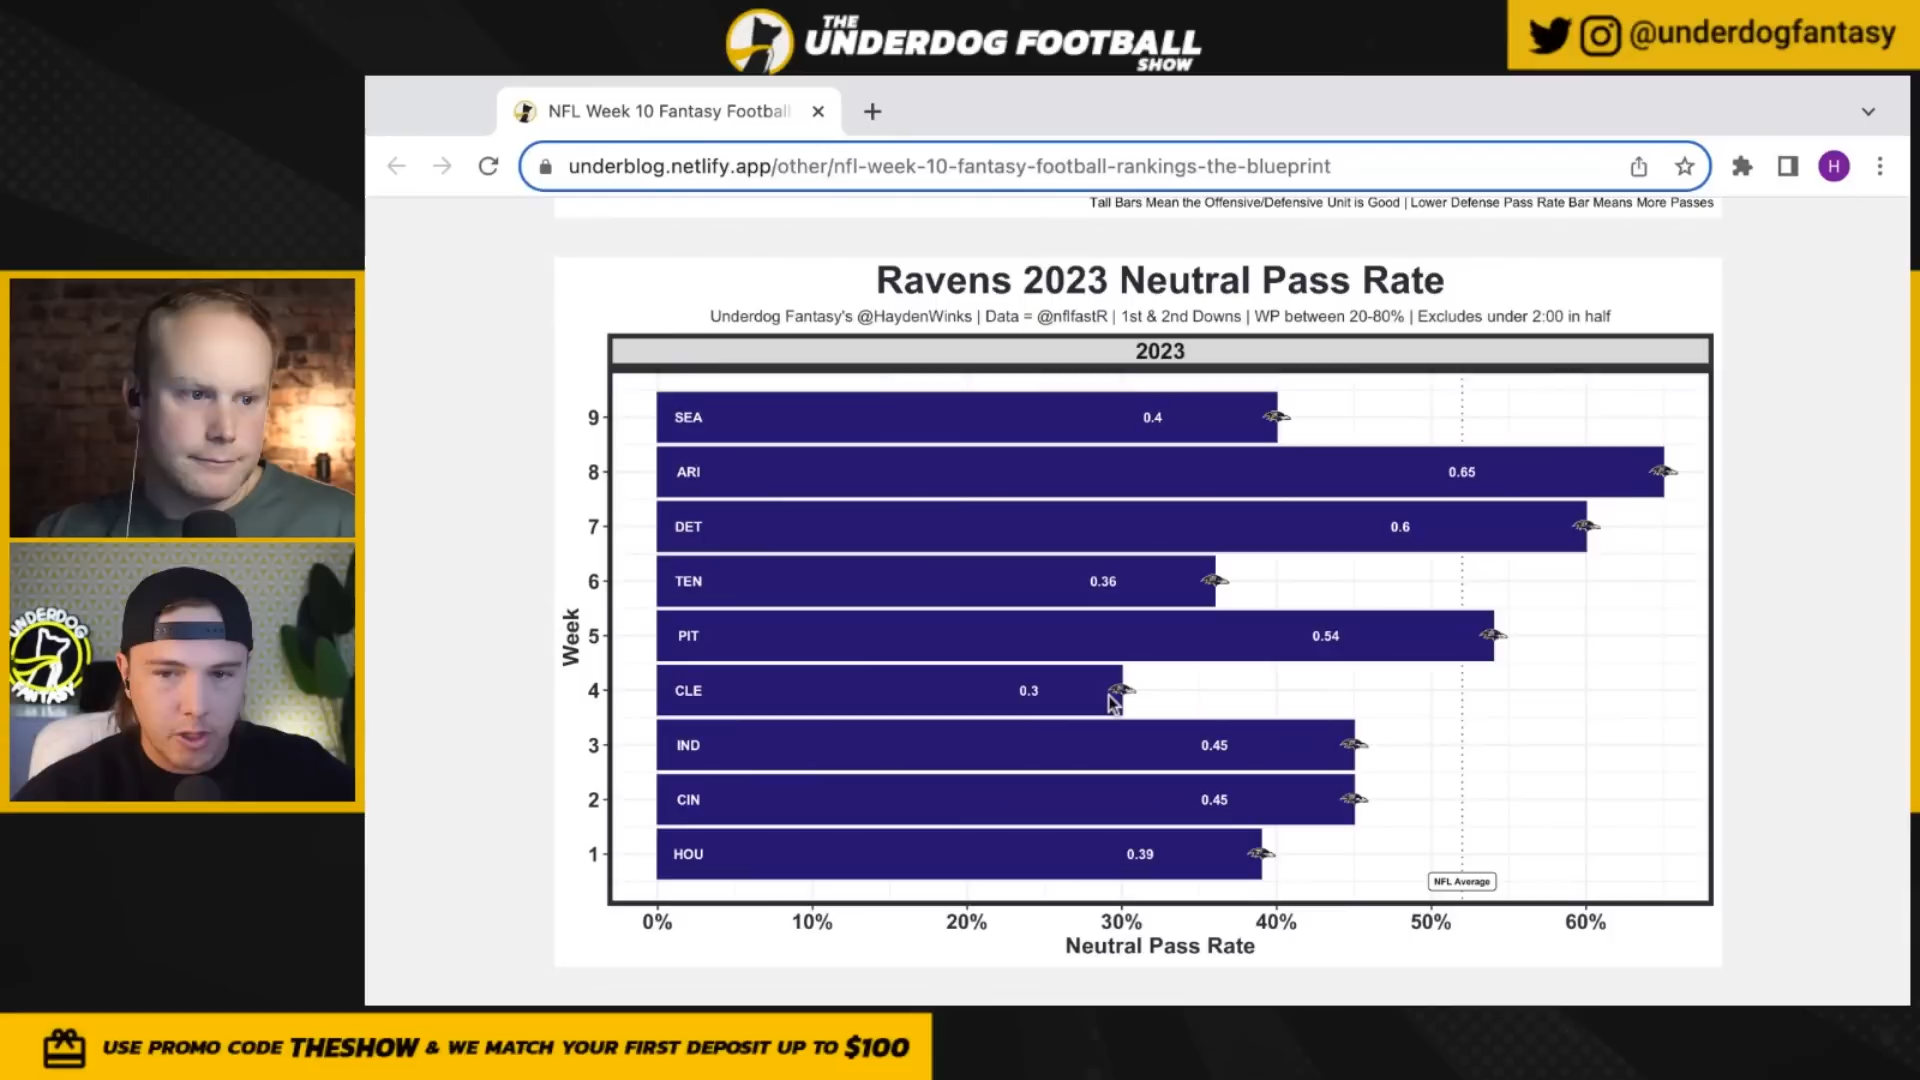 THE
UNDERDOG FOOTBALL
SHOW
@underdogfantasy
NFL Week 10 Fantasy Football
underblog.netlify.app/other/nfl-week-10-fantasy-football-rankings-the-blueprint
H
Tall Bars Mean the Offensive/Defensive Unit is Good | Lower Defense Pass Rate Bar Means More Passes
Ravens 2023 Neutral Pass Rate
Underdog Fantasy's @HaydenWinks | Data = @nflfastR | 1st & 2nd Downs | WP between 20-80% | Excludes under 2:00 in half
2023
9 SEA 0.4
8 ARI 0.65
7 DET 0.6
6 TEN 0.36
Week
5 PIT 0.54
4 CLE 0.3
3 IND 0.45
2 CIN 0.45
1 HOU 0.39
NFL Average
0% 10% 20% 30% 40% 50% 60%
Neutral Pass Rate
UNDERDOG
FANTASY
USE PROMO CODE THESHOW & WE MATCH YOUR FIRST DEPOSIT UP TO $100